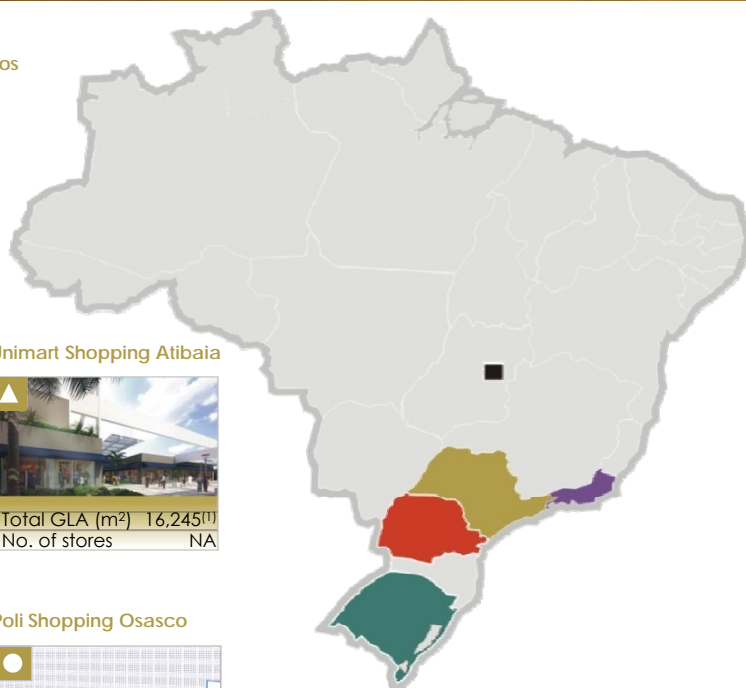 os
Unimart Shopping Atibaia
Total GLA (m²) 16,245⁽¹⁾
No. of stores NA
Poli Shopping Osasco